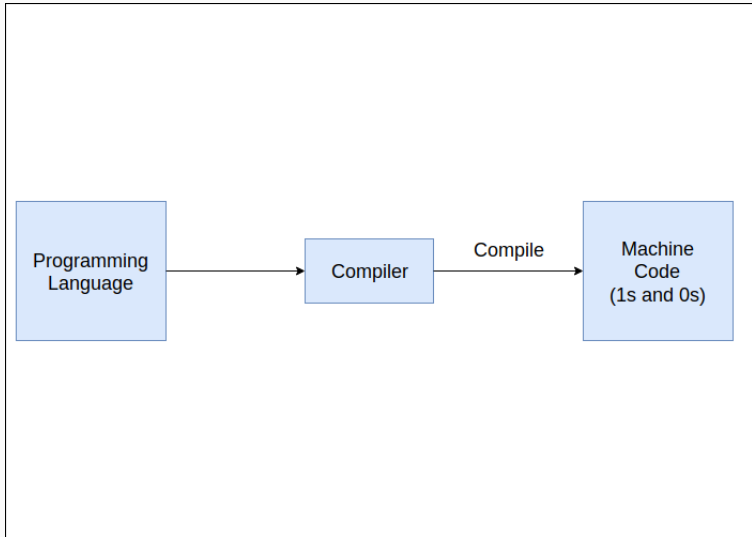 Programming
Language
Compiler
Compile
Machine
Code
(1s and 0s)